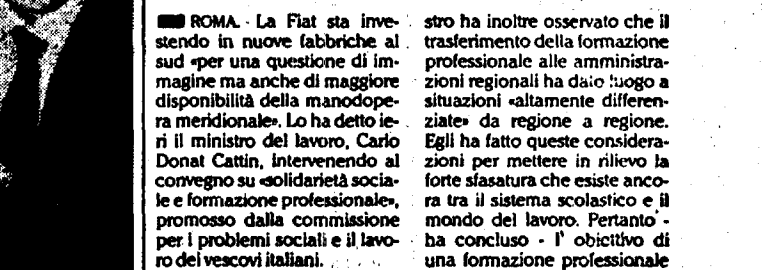 ROMA. - La Fiat sta inve-
stendo in nuove fabbriche al
sud «per una questione di im-
magine ma anche di maggiore
disponibilità della manodope-
ra meridionale». Lo ha detto ie-
ri il ministro del lavoro, Carlo
Donat Cattin, intervenendo al
convegno su «solidarietà socia-
le e formazione professionale»,
promosso dalla commissione
per i problemi sociali e il lavo-
ro dei vescovi italiani.
stro ha inoltre osservato che il
trasferimento della formazione
professionale alle amministra-
zioni regionali ha dato luogo a
situazioni «altamente differen-
ziate» da regione a regione.
Egli ha fatto queste considera-
zioni per mettere in rilievo la
forte sfasatura che esiste anco-
ra tra il sistema scolastico e il
mondo del lavoro. Pertanto -
ha concluso - l' obicttivo di
una formazione professionale